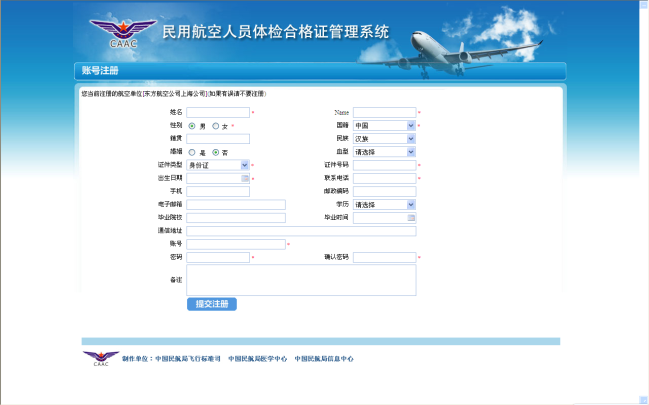 CAAC 民用航空人员体检合格证管理系统
账号注册
您当前注册的航空单位[东方航空公司上海公司](如果有误请不要注册)
姓名 * Name *
性别 男 女 * 国籍 中国 *
籍贯 民族 汉族
婚姻 是 否 血型 请选择
证件类型 身份证 * 证件号码 *
出生日期 * 联系电话 *
手机 邮政编码
电子邮箱 学历 请选择
毕业院校 毕业时间
通信地址
账号 *
密码 * 确认密码 *
备注
提交注册
CAAC 制作单位：中国民航局飞行标准司 中国民航局医学中心 中国民航局信息中心